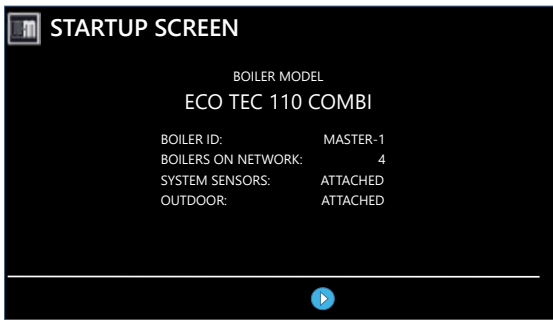 STARTUP SCREEN
BOILER MODEL
ECO TEC 110 COMBI
BOILER ID: MASTER-1
BOILERS ON NETWORK: 4
SYSTEM SENSORS: ATTACHED
OUTDOOR: ATTACHED